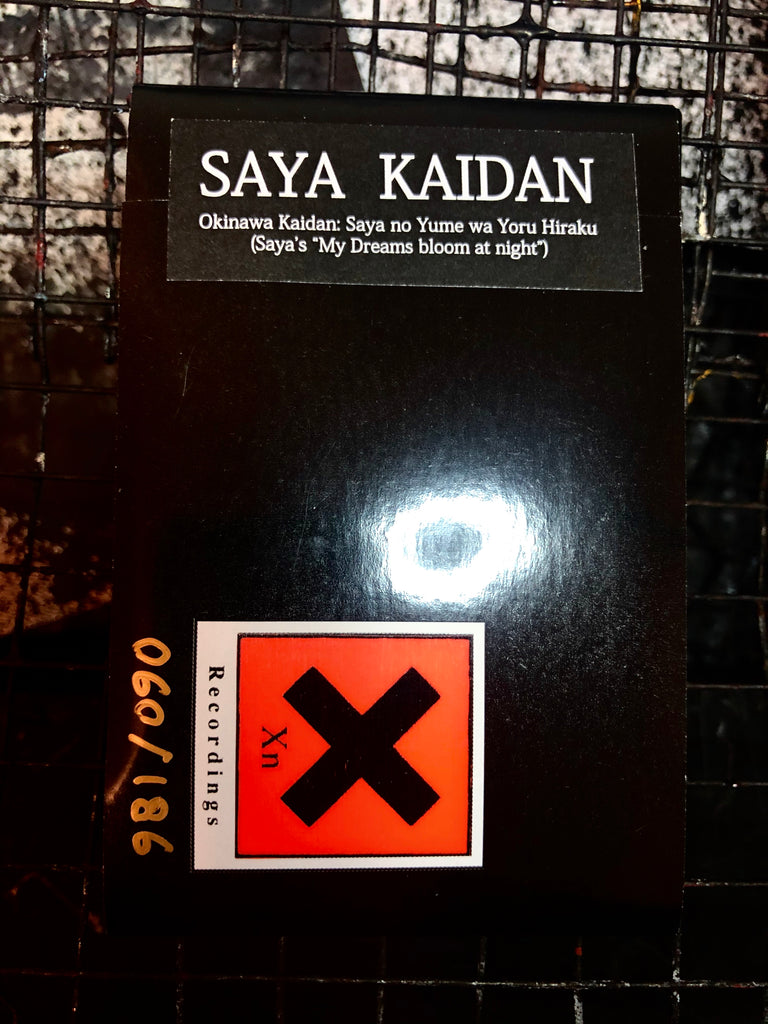 SAYA KAIDAN
Okinawa Kaidan: Saya no Yume wa Yoru Hiraku
(Saya's "My Dreams bloom at night")
Xn
Recordings
060/186